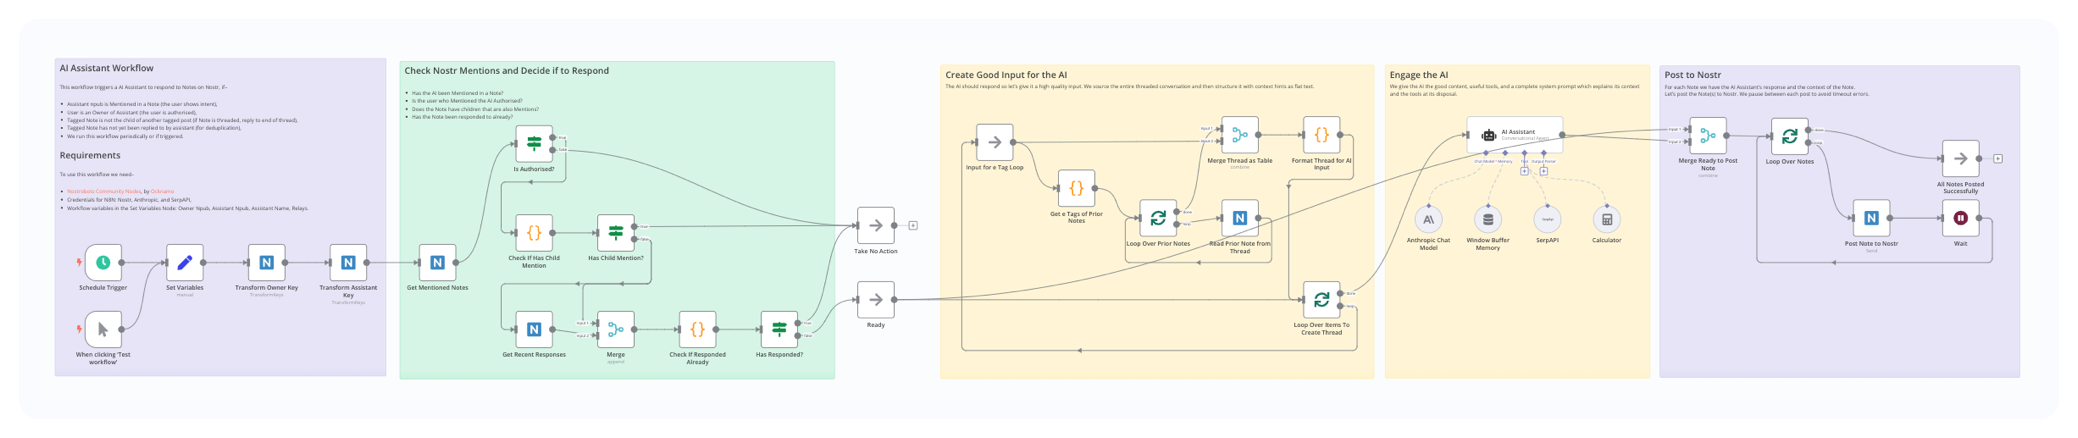 AI Assistant Workflow
This workflow triggers a AI Assistant to respond to Notes on Nostr, if-
Assistant npub is Mentioned in a Note (the user shows intent),
User is an Owner of Assistant (the user is authorised),
Tagged Note is not the child of another tagged post (if Note is threaded, reply to end of thread).
Tagged Note has not yet been replied to by assistant (for deduplication),
We run this workflow periodically or if triggered.
Requirements
To use this workflow we need-
Nostrobots Community Nodes, by Ocknamo
Credentials for N8N: Nostr, Anthropic, and SerpAPI,
Workflow variables in the Set Variables Node: Owner Npub, Assistant Npub, Assistant Name, Relays.
Schedule Trigger
Set Variables
manual
Transform Owner Key
TransformKeys
Transform Assistant
Key
TransformKeys
When clicking 'Test
workflow'
Check Nostr Mentions and Decide if to Respond
Has the AI been Mentioned in a Note?
Is the user who Mentioned the AI Authorised?
Does the Note have children that are also Mentions?
Has the Note been responded to already?
true
false
Is Authorised?
Check If Has Child
Mention
true
false
Has Child Mention?
Get Mentioned Notes
Get Recent Responses
Input 1
Input 2
Merge
append
Check If Responded
Already
true
false
Has Responded?
Take No Action
Ready
Create Good Input for the AI
The AI should respond so let's give it a high quality input. We source the entire threaded conversation and then structure it with context hints as flat text.
Input for e Tag Loop
Get e Tags of Prior
Notes
Input 1
Input 2
Merge Thread as Table
combine
Format Thread for AI
Input
done
loop
Loop Over Prior Notes
Read Prior Note from
Thread
done
loop
Loop Over Items To
Create Thread
Engage the AI
We give the AI the good content, useful tools, and a complete system prompt which explains its context
and the tools at its disposal.
AI Assistant
Conversational Agent
Chat Model *
Memory
Tool
Output Parser
Anthropic Chat
Model
Window Buffer
Memory
SerpAPI
Calculator
Post to Nostr
For each Note we have the AI Assistant's response and the context of the Note.
Let's post the Note(s) to Nostr. We pause between each post to avoid timeout errors.
Input 1
Input 2
Merge Ready to Post
Note
combine
done
loop
Loop Over Notes
All Notes Posted
Successfully
Post Note to Nostr
Send
Wait